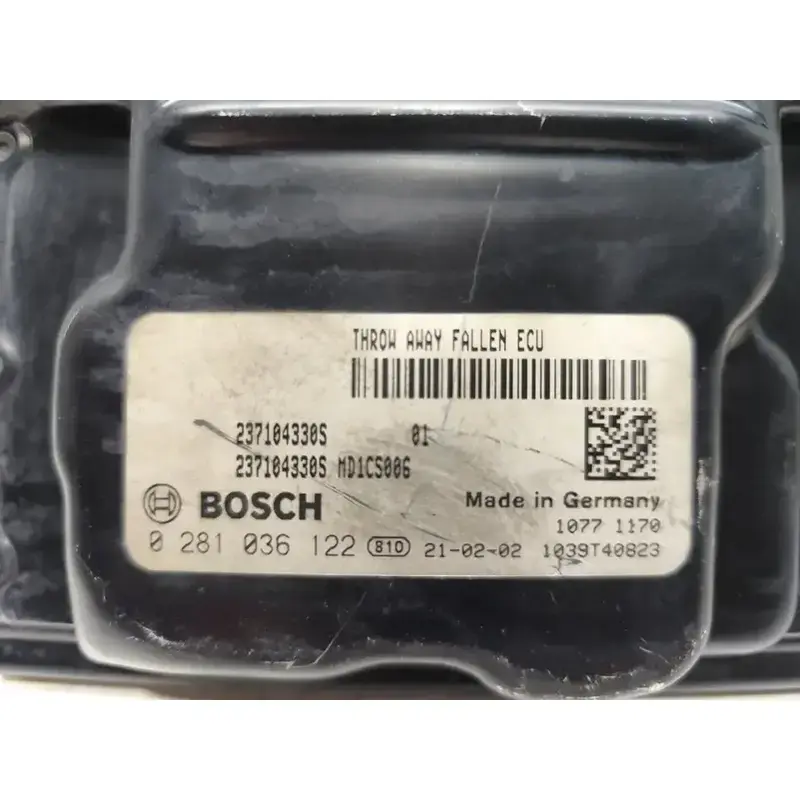 THROW AWAY FALLEN ECU
237104330S 01
237104330S MD1CS006
BOSCH Made in Germany
1077 1170
0 281 036 122 810 21-02-02 1039T40823